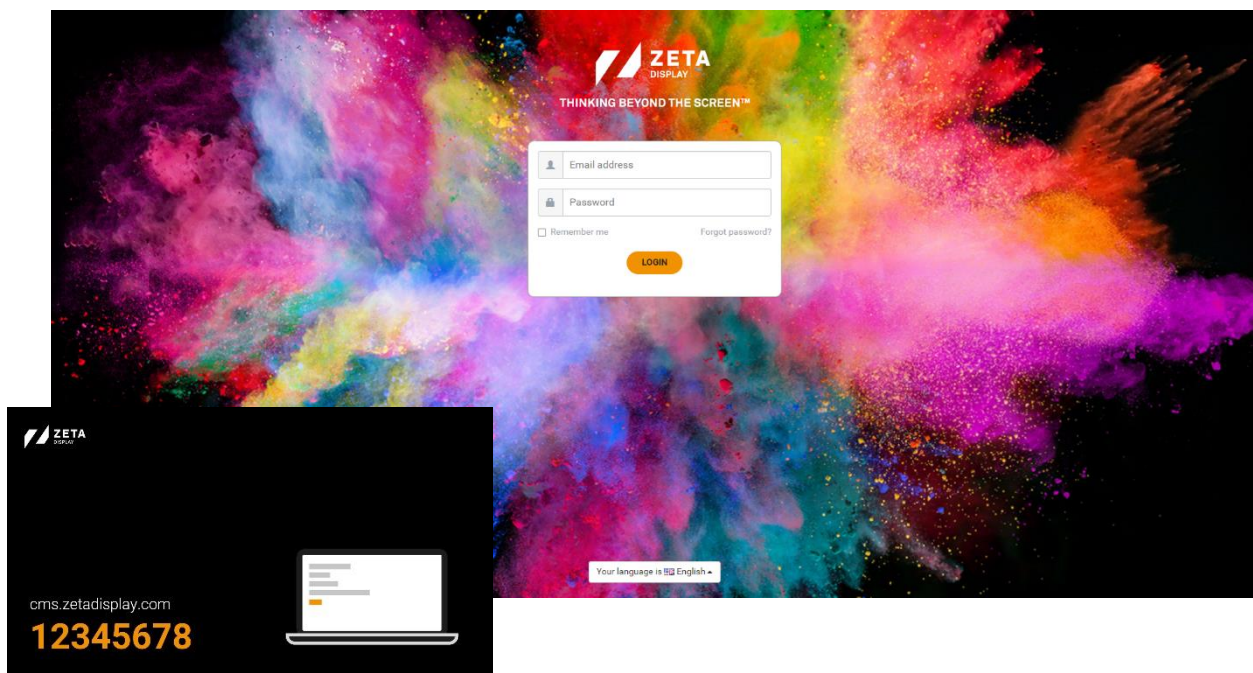 ZETA
DISPLAY
THINKING BEYOND THE SCREEN™
Email address
Password
Remember me
Forgot password?
LOGIN
Your language is English
ZETA
DISPLAY
cms.zetadisplay.com
12345678